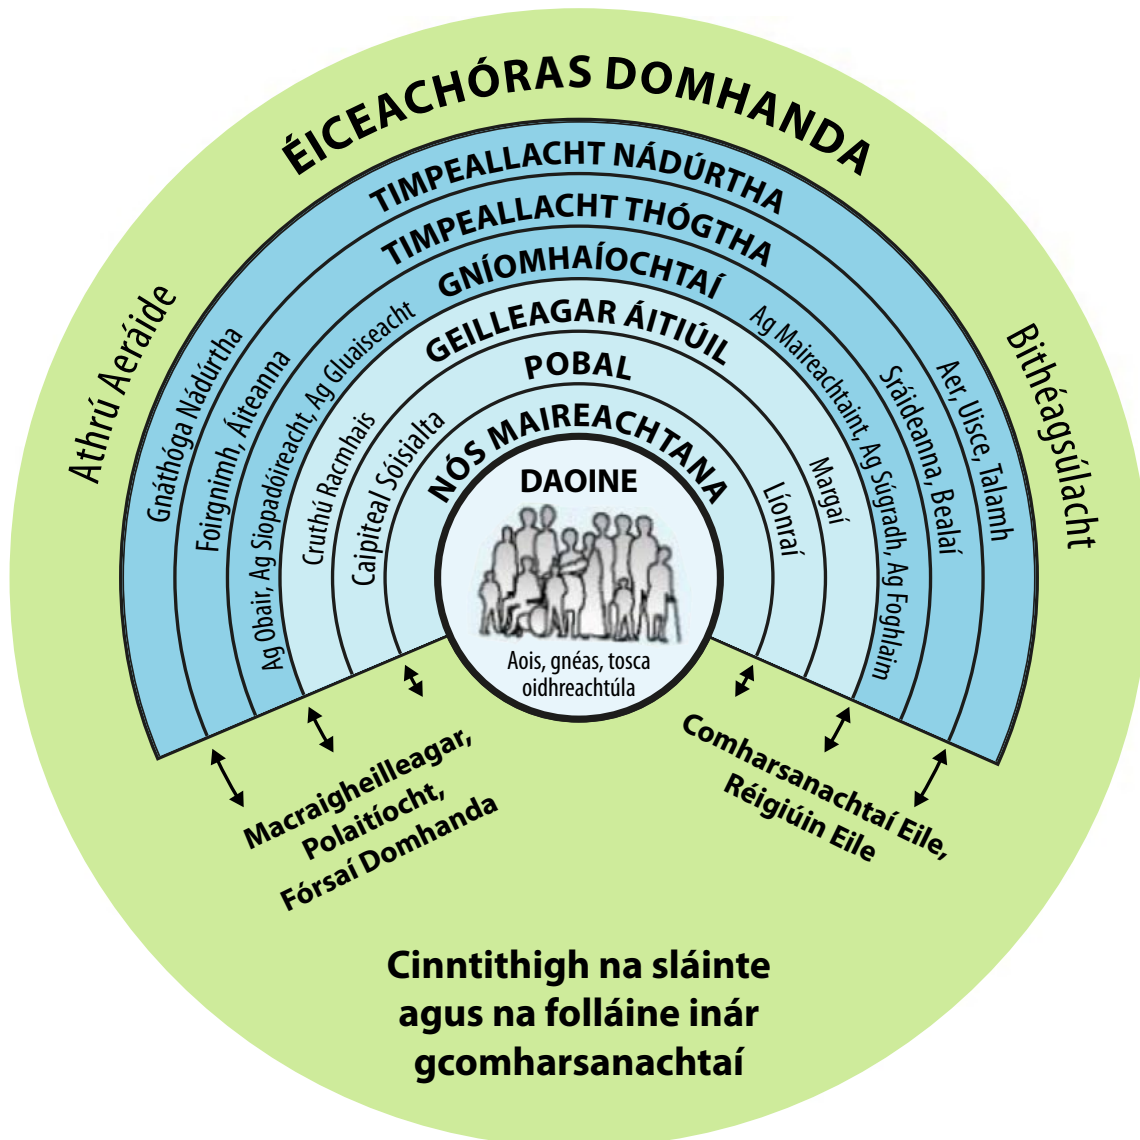 ÉICEACHÓRAS DOMHANDA
Athrú Aeráide
Bithéagsúlacht
TIMPEALLACHT NÁDÚRTHA
Gnáthóga Nádúrtha
Aer, Uisce, Talamh
TIMPEALLACHT THÓGTHA
Foirgnimh, Áiteanna
Sráideanna, Bealaí
GNÍOMHAÍOCHTAÍ
Ag Obair, Ag Siopadóireacht, Ag Gluaiseacht
Ag Maireachtaint, Ag Súgradh, Ag Foghlaim
GEILLEAGAR ÁITIÚIL
Cruthú Racmhais
Margaí
POBAL
Caipiteal Sóisialta
Líonraí
NÓS MAIREACHTANA
DAOINE
Aois, gnéas, tosca
oidhreachtúla
Macraigheilleagar,
Polaitíocht,
Fórsaí Domhanda
Comharsanachtaí Eile,
Réigiúin Eile
Cinntithigh na sláinte
agus na folláine inár
gcomharsanachtaí